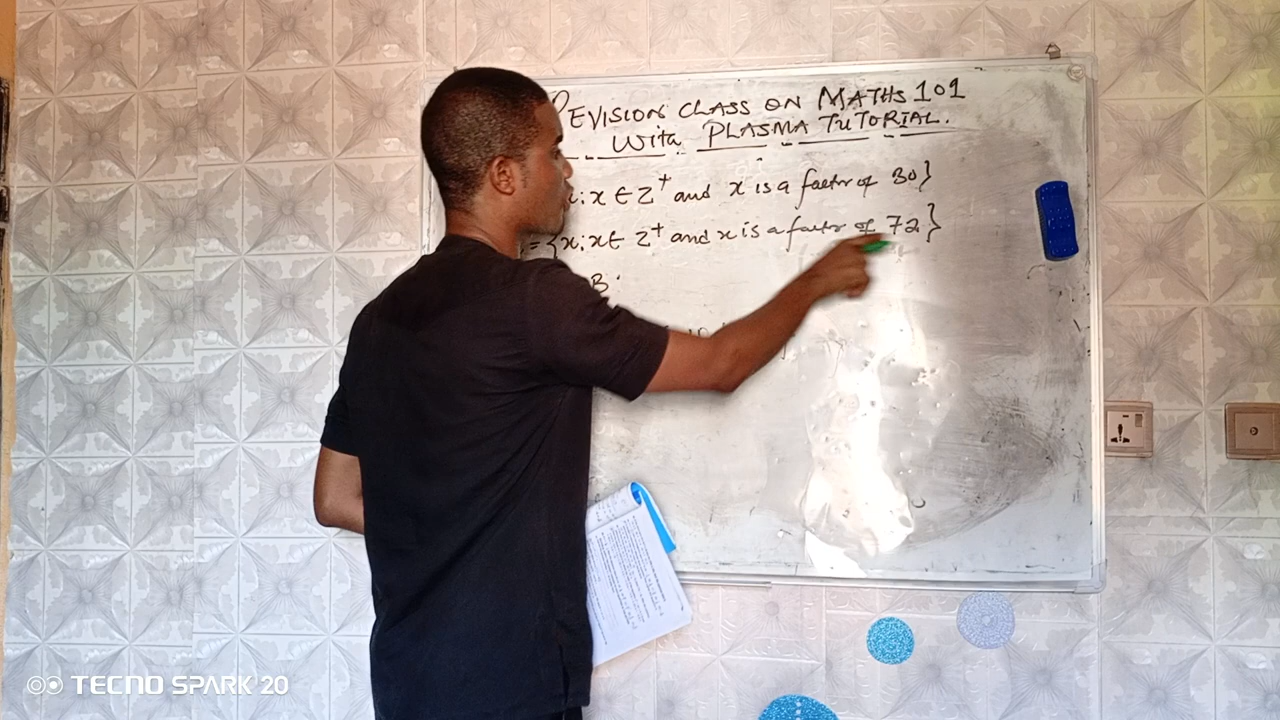 REVISION CLASS ON MATHS 101
With PLASMA TUTORIAL.
x: x ∈ Z⁺ and x is a factor of 30}
= {x: x ∈ Z⁺ and x is a factor of 72}
B
TECNO SPARK 20